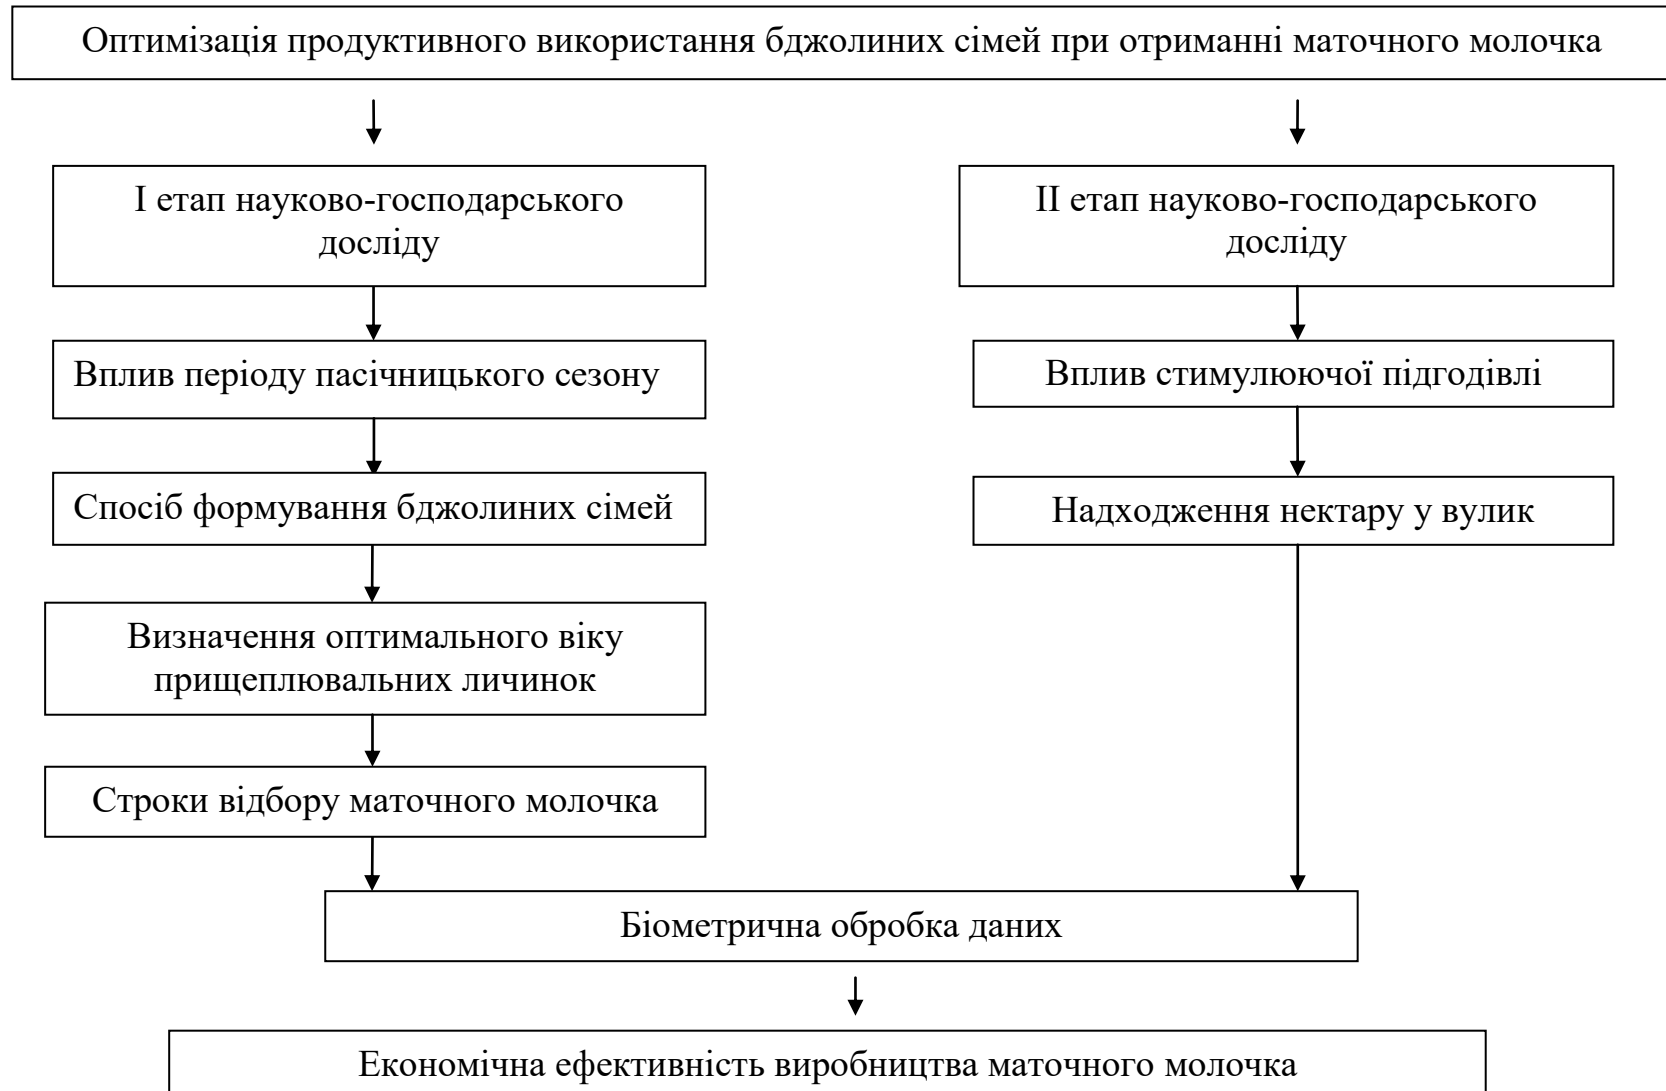 Оптимізація продуктивного використання бджолиних сімей при отриманні маточного молочка
І етап науково-господарського
досліду
ІІ етап науково-господарського
досліду
Вплив періоду пасічницького сезону
Вплив стимулюючої підгодівлі
Спосіб формування бджолиних сімей
Надходження нектару у вулик
Визначення оптимального віку
прищеплювальних личинок
Строки відбору маточного молочка
Біометрична обробка даних
Економічна ефективність виробництва маточного молочка